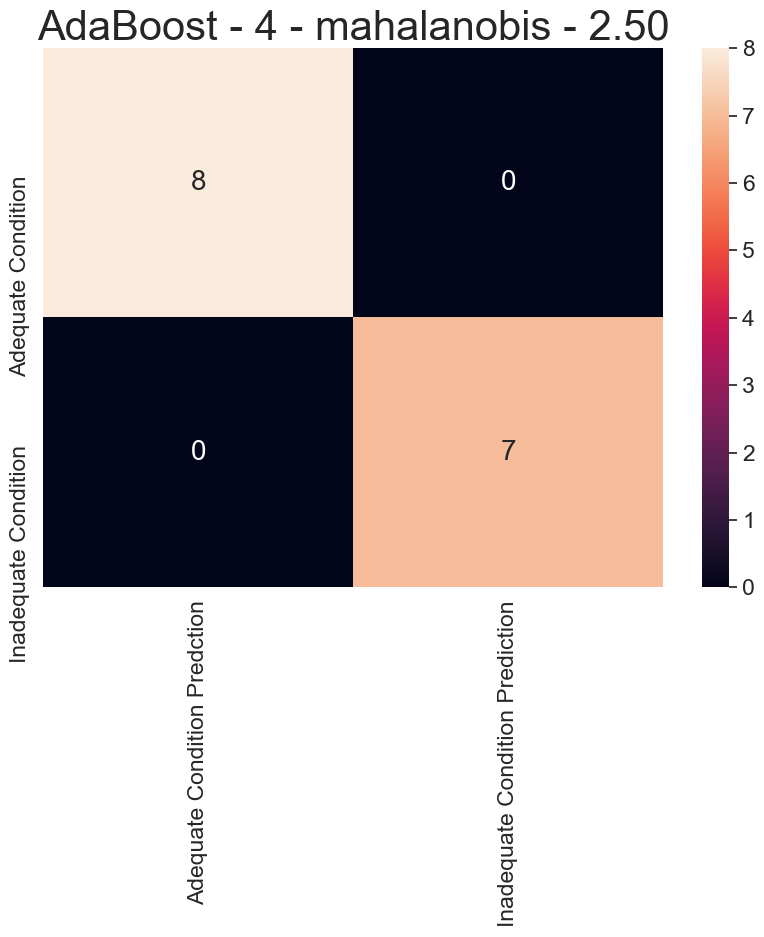 AdaBoost - 4 - mahalanobis - 2.50
Adequate Condition
Inadequate Condition
8
0
0
7
Adequate Condition Predction
Inadequate Condition Prediction
8
7
6
5
4
3
2
1
0